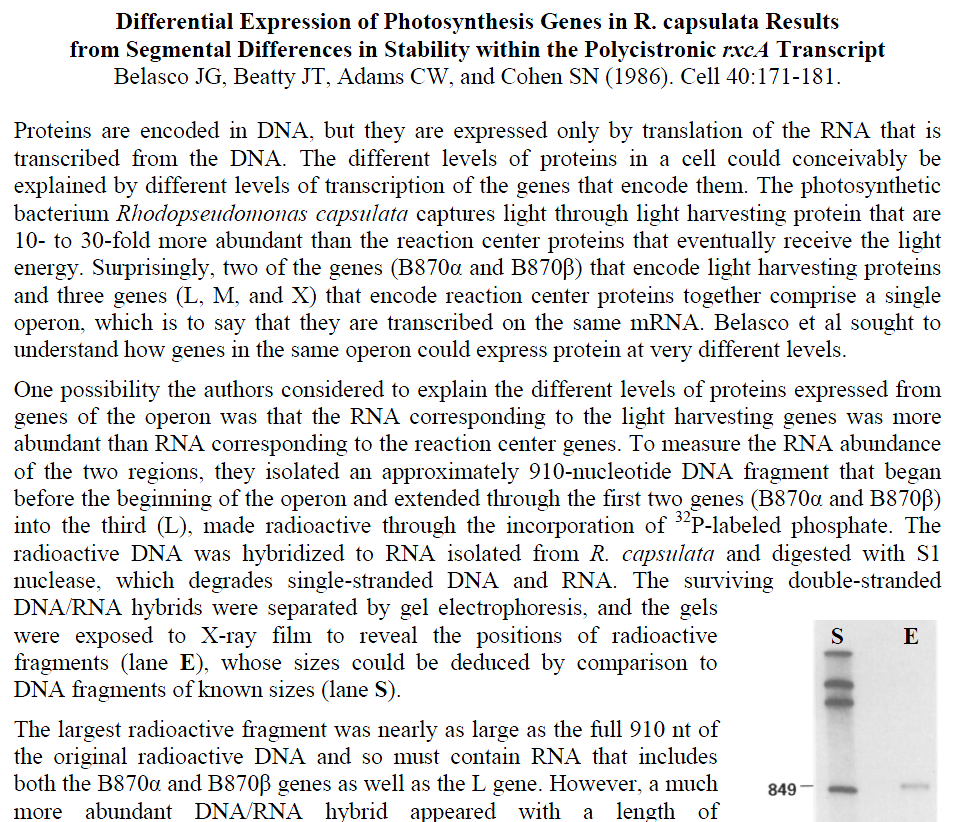 Differential Expression of Photosynthesis Genes in R. capsulata Results
from Segmental Differences in Stability within the Polycistronic rxcA Transcript
Belasco JG, Beatty JT, Adams CW, and Cohen SN (1986). Cell 40:171-181.
Proteins are encoded in DNA, but they are expressed only by translation of the RNA that is
transcribed from the DNA. The different levels of proteins in a cell could conceivably be
explained by different levels of transcription of the genes that encode them. The photosynthetic
bacterium Rhodopseudomonas capsulata captures light through light harvesting protein that are
10- to 30-fold more abundant than the reaction center proteins that eventually receive the light
energy. Surprisingly, two of the genes (B870α and B870β) that encode light harvesting proteins
and three genes (L, M, and X) that encode reaction center proteins together comprise a single
operon, which is to say that they are transcribed on the same mRNA. Belasco et al sought to
understand how genes in the same operon could express protein at very different levels.
One possibility the authors considered to explain the different levels of proteins expressed from
genes of the operon was that the RNA corresponding to the light harvesting genes was more
abundant than RNA corresponding to the reaction center genes. To measure the RNA abundance
of the two regions, they isolated an approximately 910-nucleotide DNA fragment that began
before the beginning of the operon and extended through the first two genes (B870α and B870β)
into the third (L), made radioactive through the incorporation of ³²P-labeled phosphate. The
radioactive DNA was hybridized to RNA isolated from R. capsulata and digested with S1
nuclease, which degrades single-stranded DNA and RNA. The surviving double-stranded
DNA/RNA hybrids were separated by gel electrophoresis, and the gels
were exposed to X-ray film to reveal the positions of radioactive
fragments (lane E), whose sizes could be deduced by comparison to
DNA fragments of known sizes (lane S).
The largest radioactive fragment was nearly as large as the full 910 nt of
the original radioactive DNA and so must contain RNA that includes
both the B870α and B870β genes as well as the L gene. However, a much
more abundant DNA/RNA hybrid appeared with a length of
S E
849